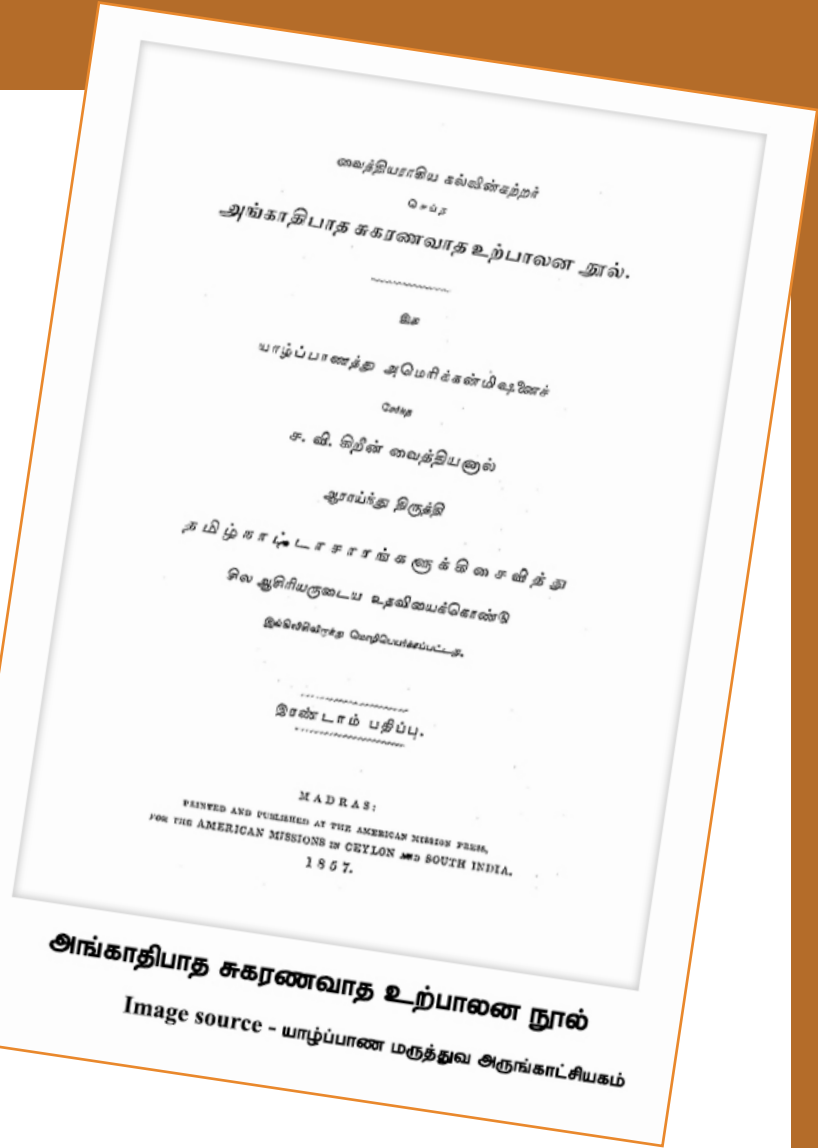 வைத்தியராகிய கல்வின்கற்றர்
செய்த
அங்காதிபாத சுகரணவாத உற்பாலன நூல்.
இது
யாழ்ப்பாணத்து அமெரிக்கன்மிஷனைச்
சேர்ந்த
ச. வி. கிறீன் வைத்தியனால்
ஆராய்ந்து திருத்தி
தமிழ்நாட்டாசாரங்களுக்கிசைவித்து
சில ஆசிரியருடைய உதவியைக்கொண்டு
மொழிபெயர்க்கப்பட்டது.
இரண்டாம் பதிப்பு.
MADRAS:
PRINTED AND PUBLISHED AT THE AMERICAN MISSION PRESS,
FOR THE AMERICAN MISSIONS IN CEYLON AND SOUTH INDIA.
1857.
அங்காதிபாத சுகரணவாத உற்பாலன நூல்
Image source - யாழ்ப்பாண மருத்துவ அருங்காட்சியகம்